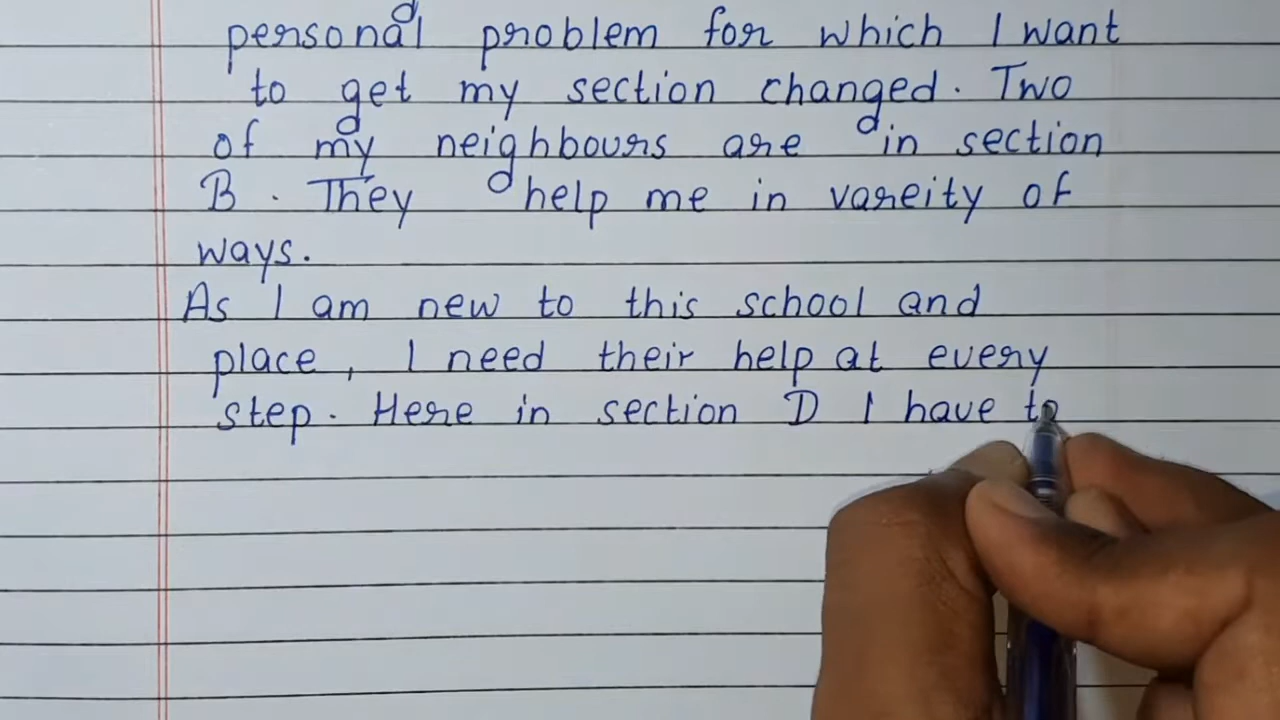 personal problem for which I want
to get my section changed. Two
of my neighbours are in section
B. They help me in vareity of
ways.
As I am new to this school and
place, I need their help at every
step. Here in section D I have to